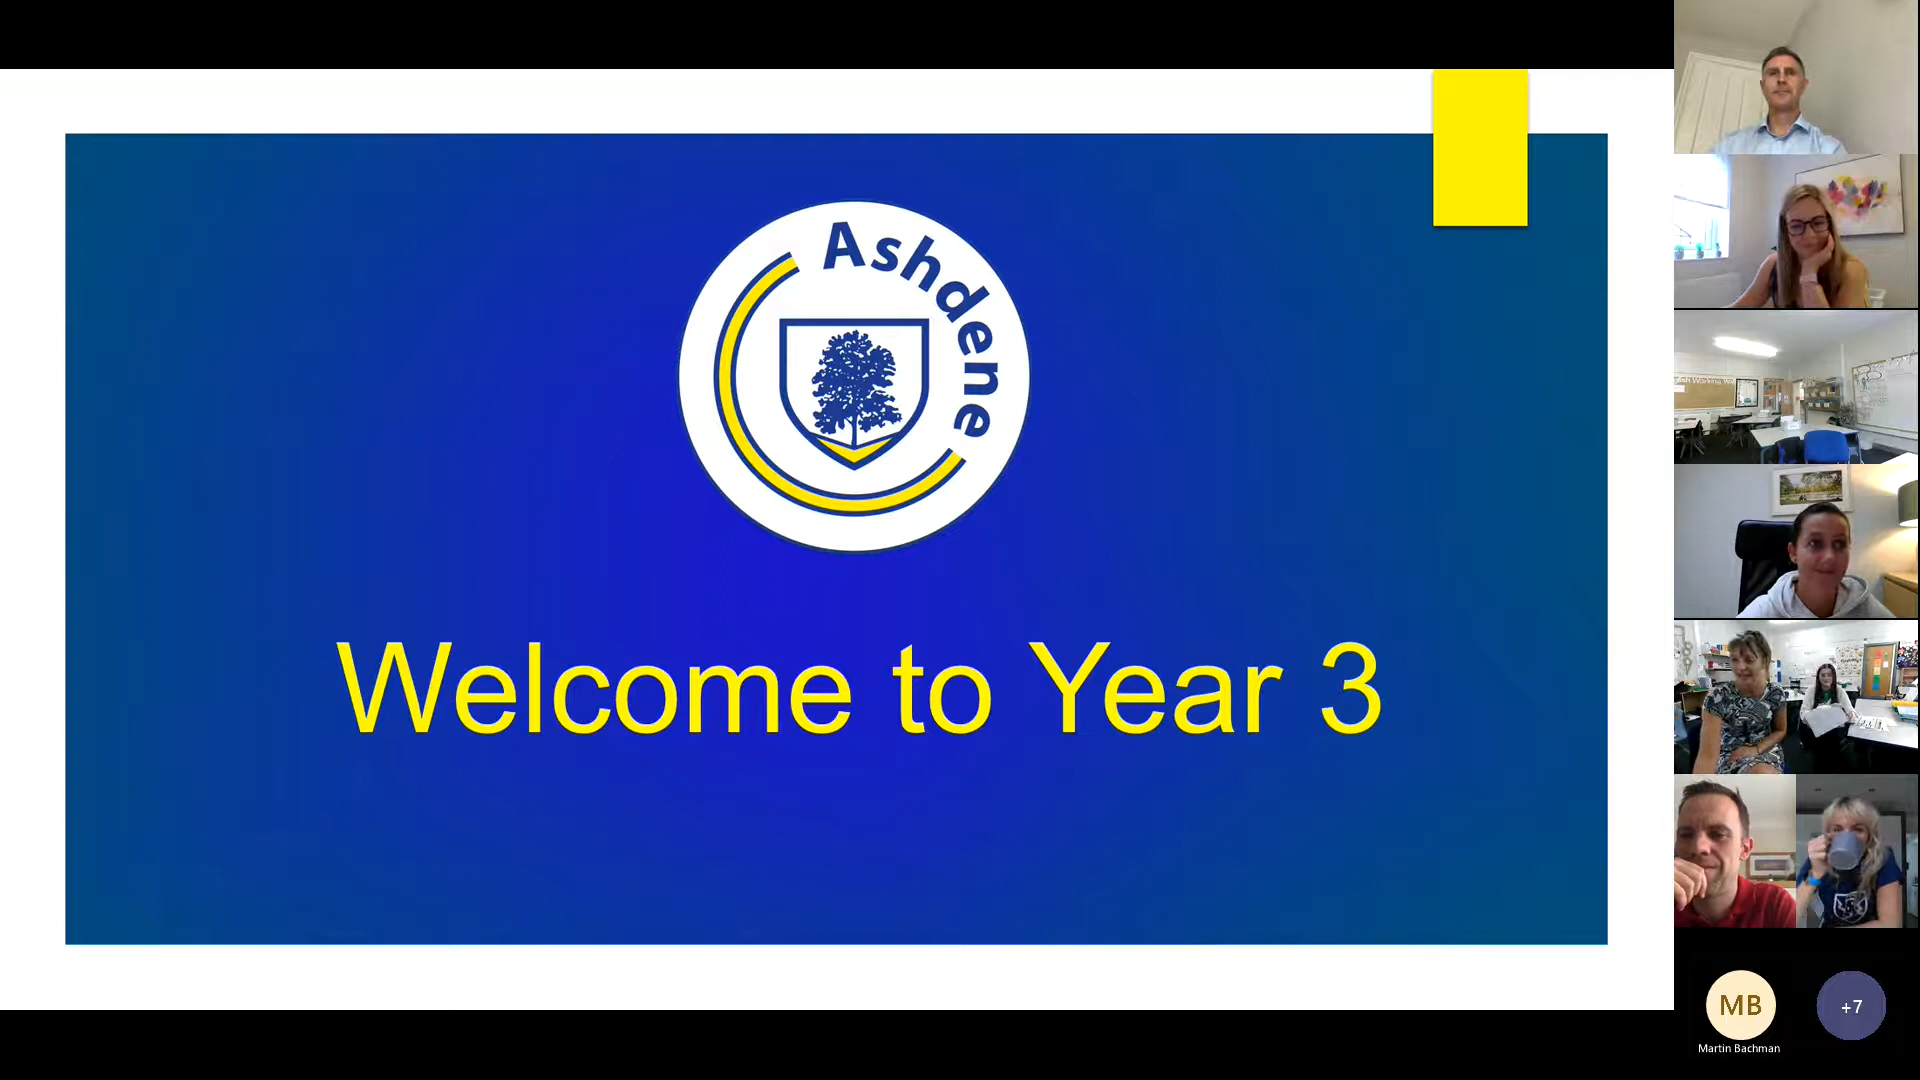 Ashdene
Welcome to Year 3
MB
+7
Martin Bachman